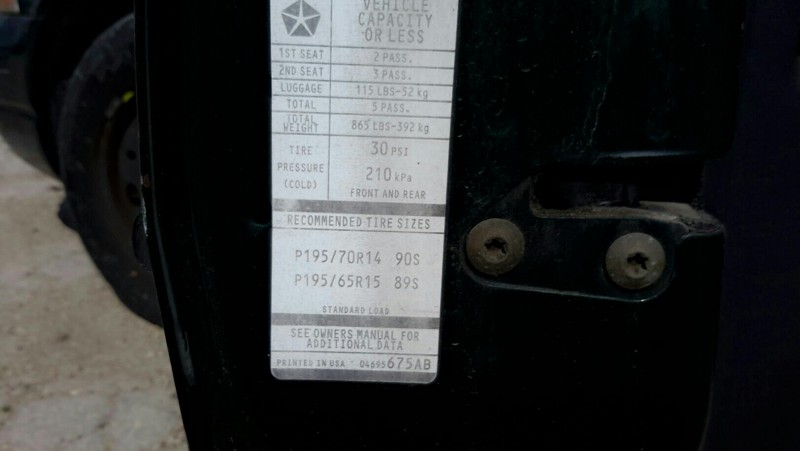 VEHICLE
CAPACITY
OR LESS
1ST SEAT 2 PASS.
2ND SEAT 3 PASS.
LUGGAGE 115 LBS-52 kg
TOTAL 5 PASS.
TOTAL WEIGHT 865 LBS-392 kg
TIRE PRESSURE (COLD) 30 PSI
210 kPa
FRONT AND REAR
RECOMMENDED TIRE SIZES
P195/70R14 90S
P195/65R15 89S
STANDARD LOAD
SEE OWNERS MANUAL FOR
ADDITIONAL DATA
PRINTED IN USA 04695675AB